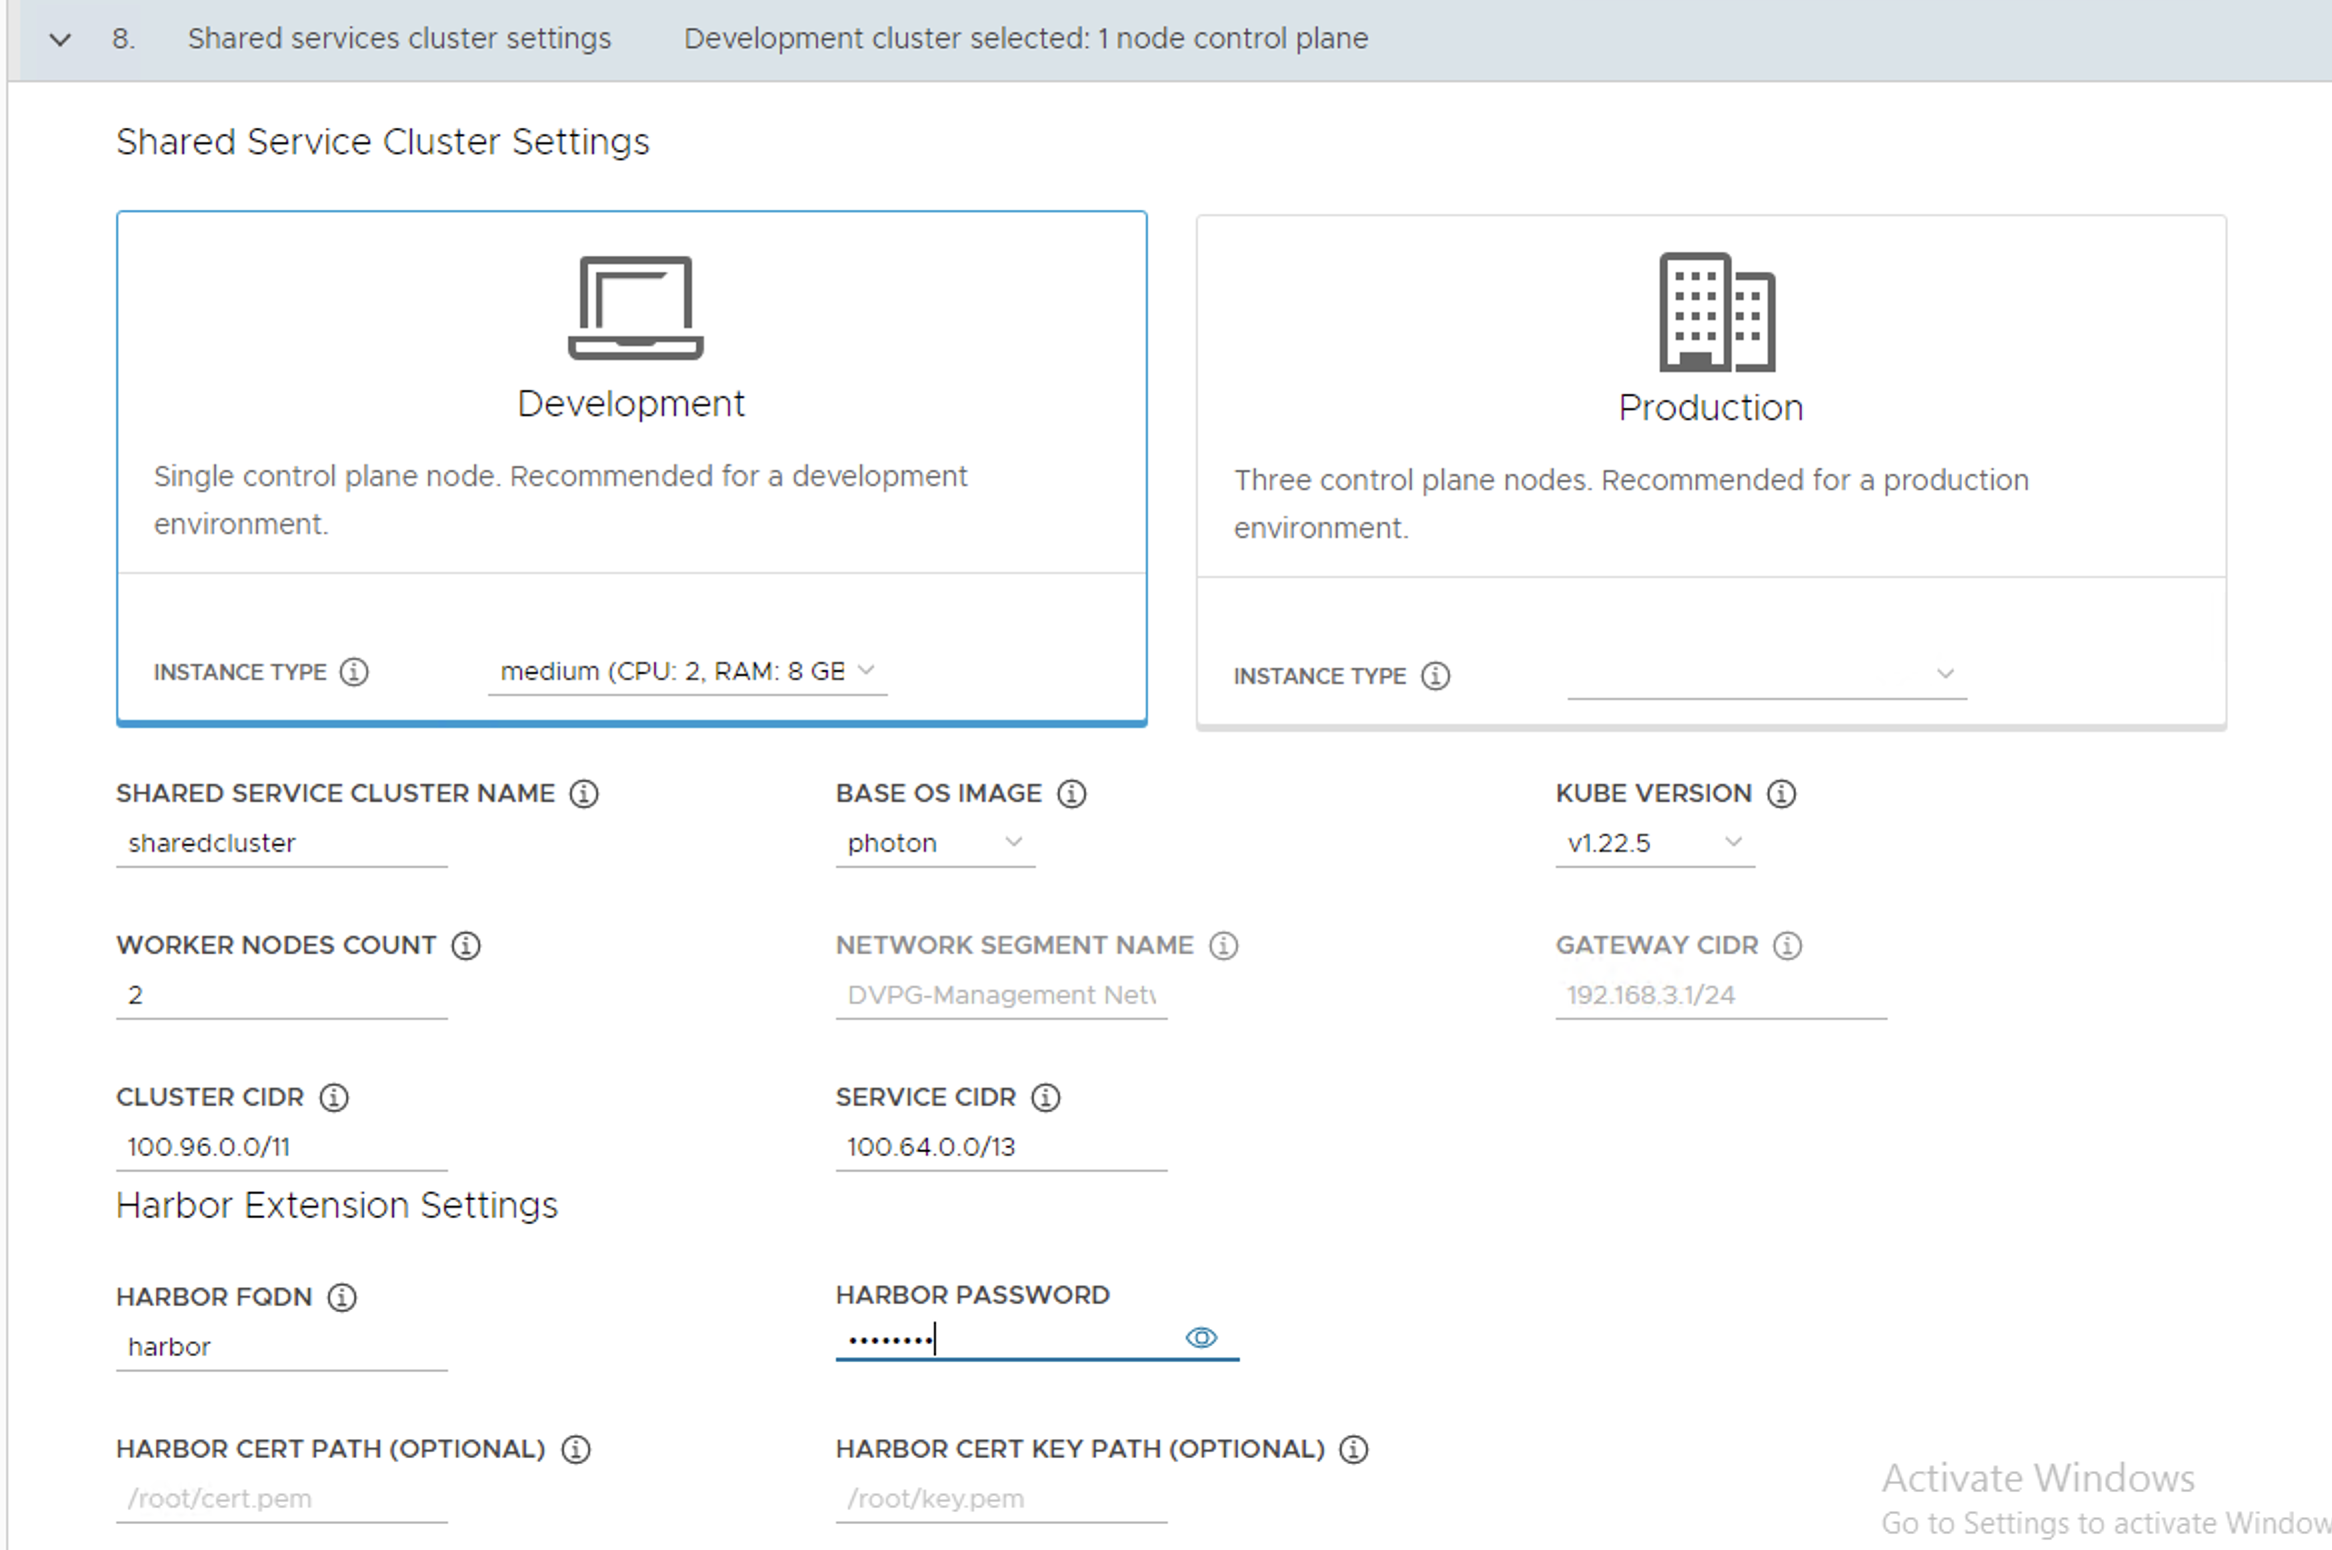 8. Shared services cluster settings Development cluster selected: 1 node control plane
Shared Service Cluster Settings
Development
Single control plane node. Recommended for a development
environment.
INSTANCE TYPE medium (CPU: 2, RAM: 8 GB
Production
Three control plane nodes. Recommended for a production
environment.
INSTANCE TYPE
SHARED SERVICE CLUSTER NAME
sharedcluster
BASE OS IMAGE
photon
KUBE VERSION
v1.22.5
WORKER NODES COUNT
2
NETWORK SEGMENT NAME
DVPG-Management Netw
GATEWAY CIDR
192.168.3.1/24
CLUSTER CIDR
100.96.0.0/11
SERVICE CIDR
100.64.0.0/13
Harbor Extension Settings
HARBOR FQDN
harbor
HARBOR PASSWORD
••••••••
HARBOR CERT PATH (OPTIONAL)
/root/cert.pem
HARBOR CERT KEY PATH (OPTIONAL)
/root/key.pem
Activate Windows
Go to Settings to activate Window